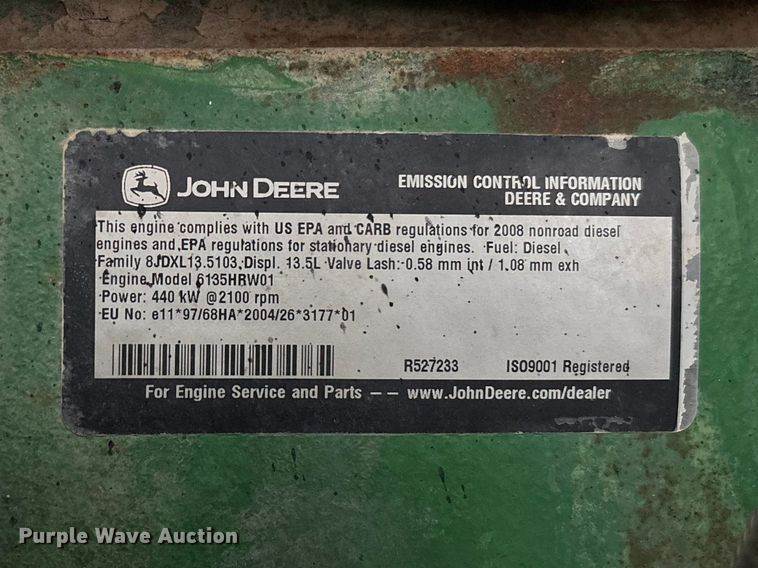 JOHN DEERE
EMISSION CONTROL INFORMATION
DEERE & COMPANY
This engine complies with US EPA and CARB regulations for 2008 nonroad diesel
engines and EPA regulations for stationary diesel engines. Fuel: Diesel
Family 8JDXL13.5103, Displ. 13.5L Valve Lash: 0.58 mm int / 1.08 mm exh
Engine Model 6135HRW01
Power: 440 kW @2100 rpm
EU No: e11*97/68HA*2004/26*3177*01
R527233 ISO9001 Registered
For Engine Service and Parts – – www.JohnDeere.com/dealer
Purple Wave Auction